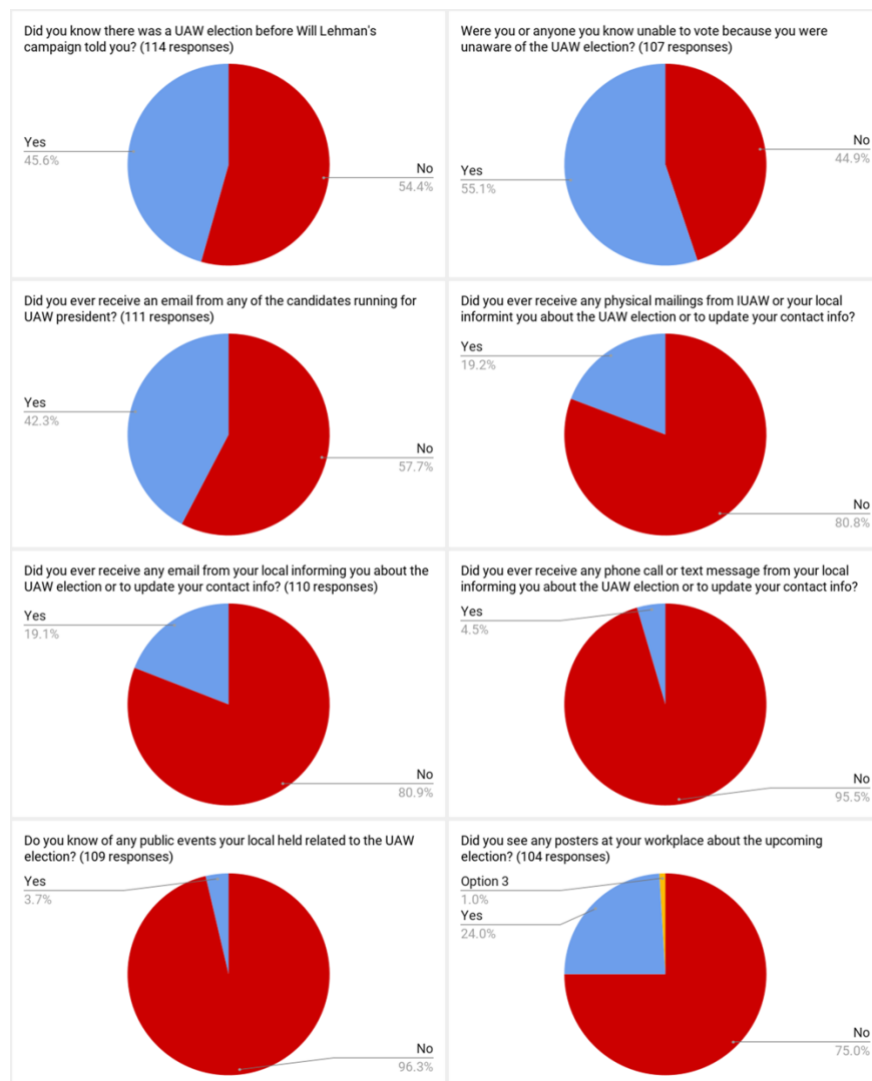 Did you know there was a UAW election before Will Lehman's
campaign told you? (114 responses)
Yes
45.6%
No
54.4%
Were you or anyone you know unable to vote because you were
unaware of the UAW election? (107 responses)
No
44.9%
Yes
55.1%
Did you ever receive an email from any of the candidates running for
UAW president? (111 responses)
Yes
42.3%
No
57.7%
Did you ever receive any physical mailings from IUAW or your local
informint you about the UAW election or to update your contact info?
Yes
19.2%
No
80.8%
Did you ever receive any email from your local informing you about the
UAW election or to update your contact info? (110 responses)
Yes
19.1%
No
80.9%
Did you ever receive any phone call or text message from your local
informing you about the UAW election or to update your contact info?
Yes
4.5%
No
95.5%
Do you know of any public events your local held related to the UAW
election? (109 responses)
Yes
3.7%
No
96.3%
Did you see any posters at your workplace about the upcoming
election? (104 responses)
Option 3
1.0%
Yes
24.0%
No
75.0%